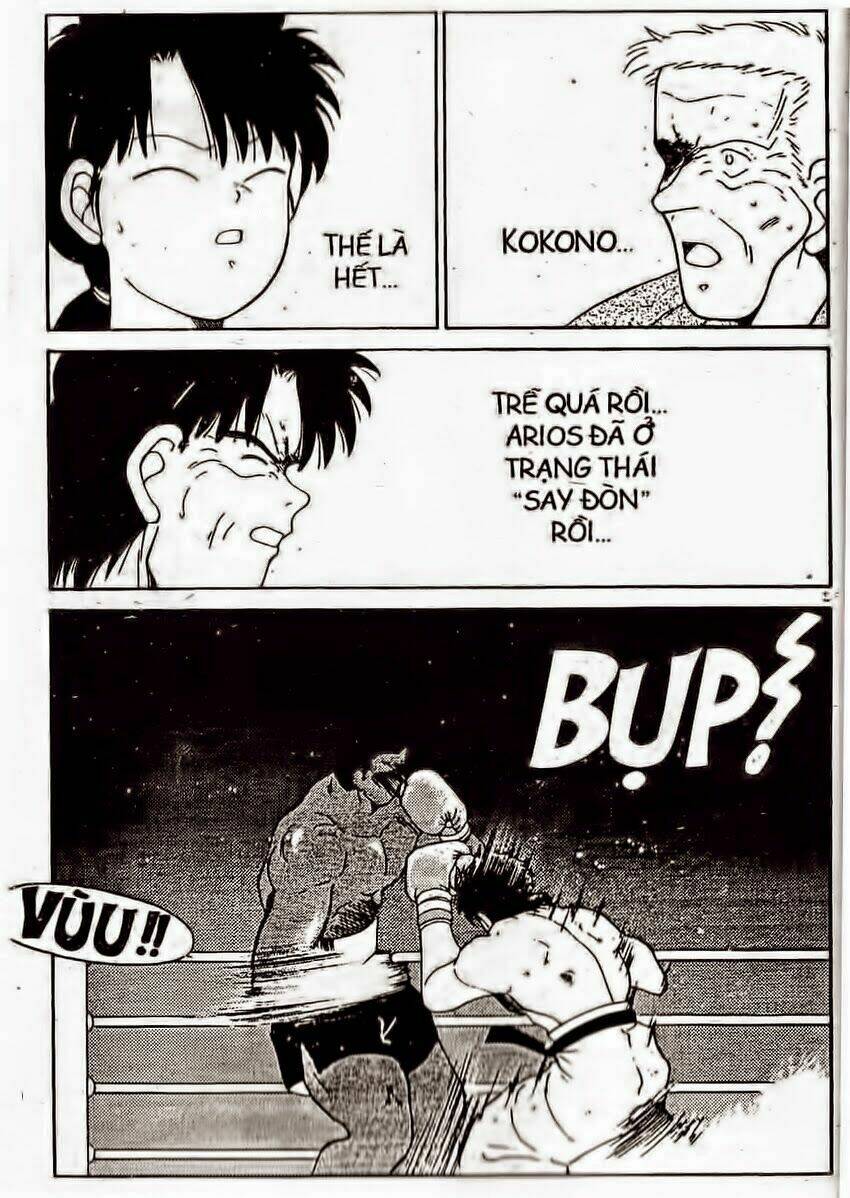 THẾ LÀ
HẾT...
KOKONO...
TRỄ QUÁ RỒI...
ARIOS ĐÃ Ở
TRẠNG THÁI
“SAY ĐÒN”
RỒI...
BỤP!
VÙU!!